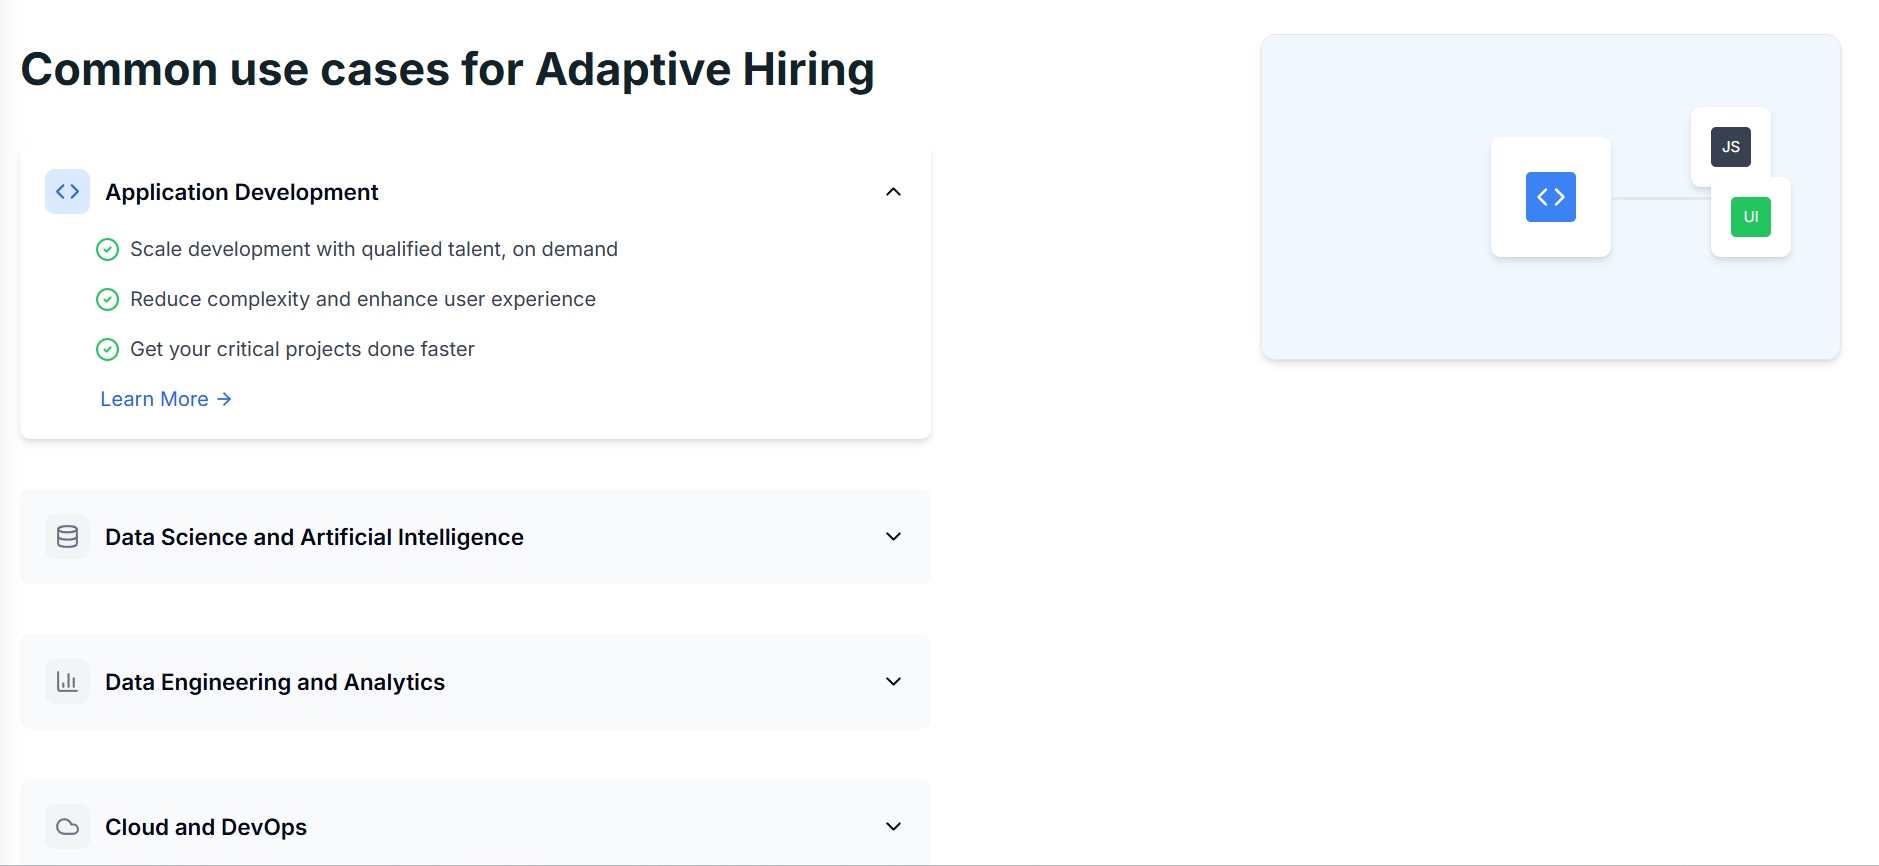 Common use cases for Adaptive Hiring
Application Development
Scale development with qualified talent, on demand
Reduce complexity and enhance user experience
Get your critical projects done faster
Learn More
Data Science and Artificial Intelligence
Data Engineering and Analytics
Cloud and DevOps
JS
UI